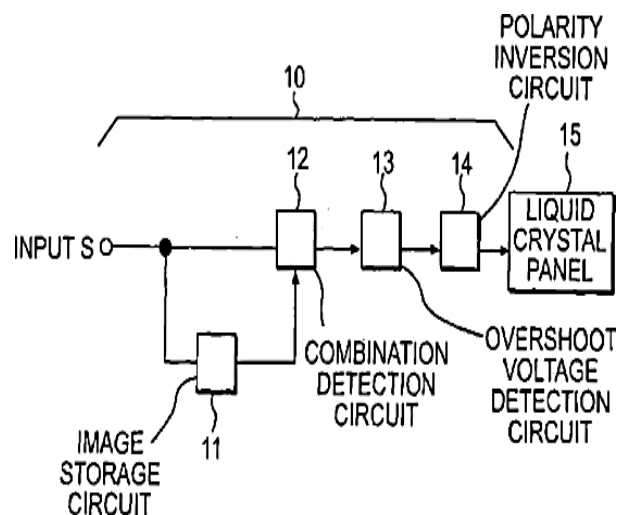 POLARITY
INVERSION
CIRCUIT
10
15
12
13
14
LIQUID
CRYSTAL
PANEL
INPUT S
COMBINATION
DETECTION
CIRCUIT
OVERSHOOT
VOLTAGE
DETECTION
CIRCUIT
11
IMAGE
STORAGE
CIRCUIT